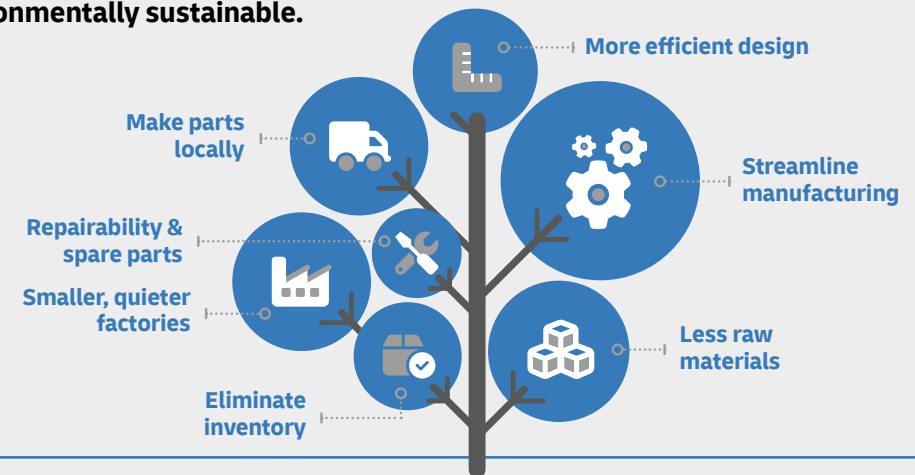 onmentally sustainable.
More efficient design
Make parts
locally
Streamline
manufacturing
Repairability &
spare parts
Smaller, quieter
factories
Less raw
materials
Eliminate
inventory